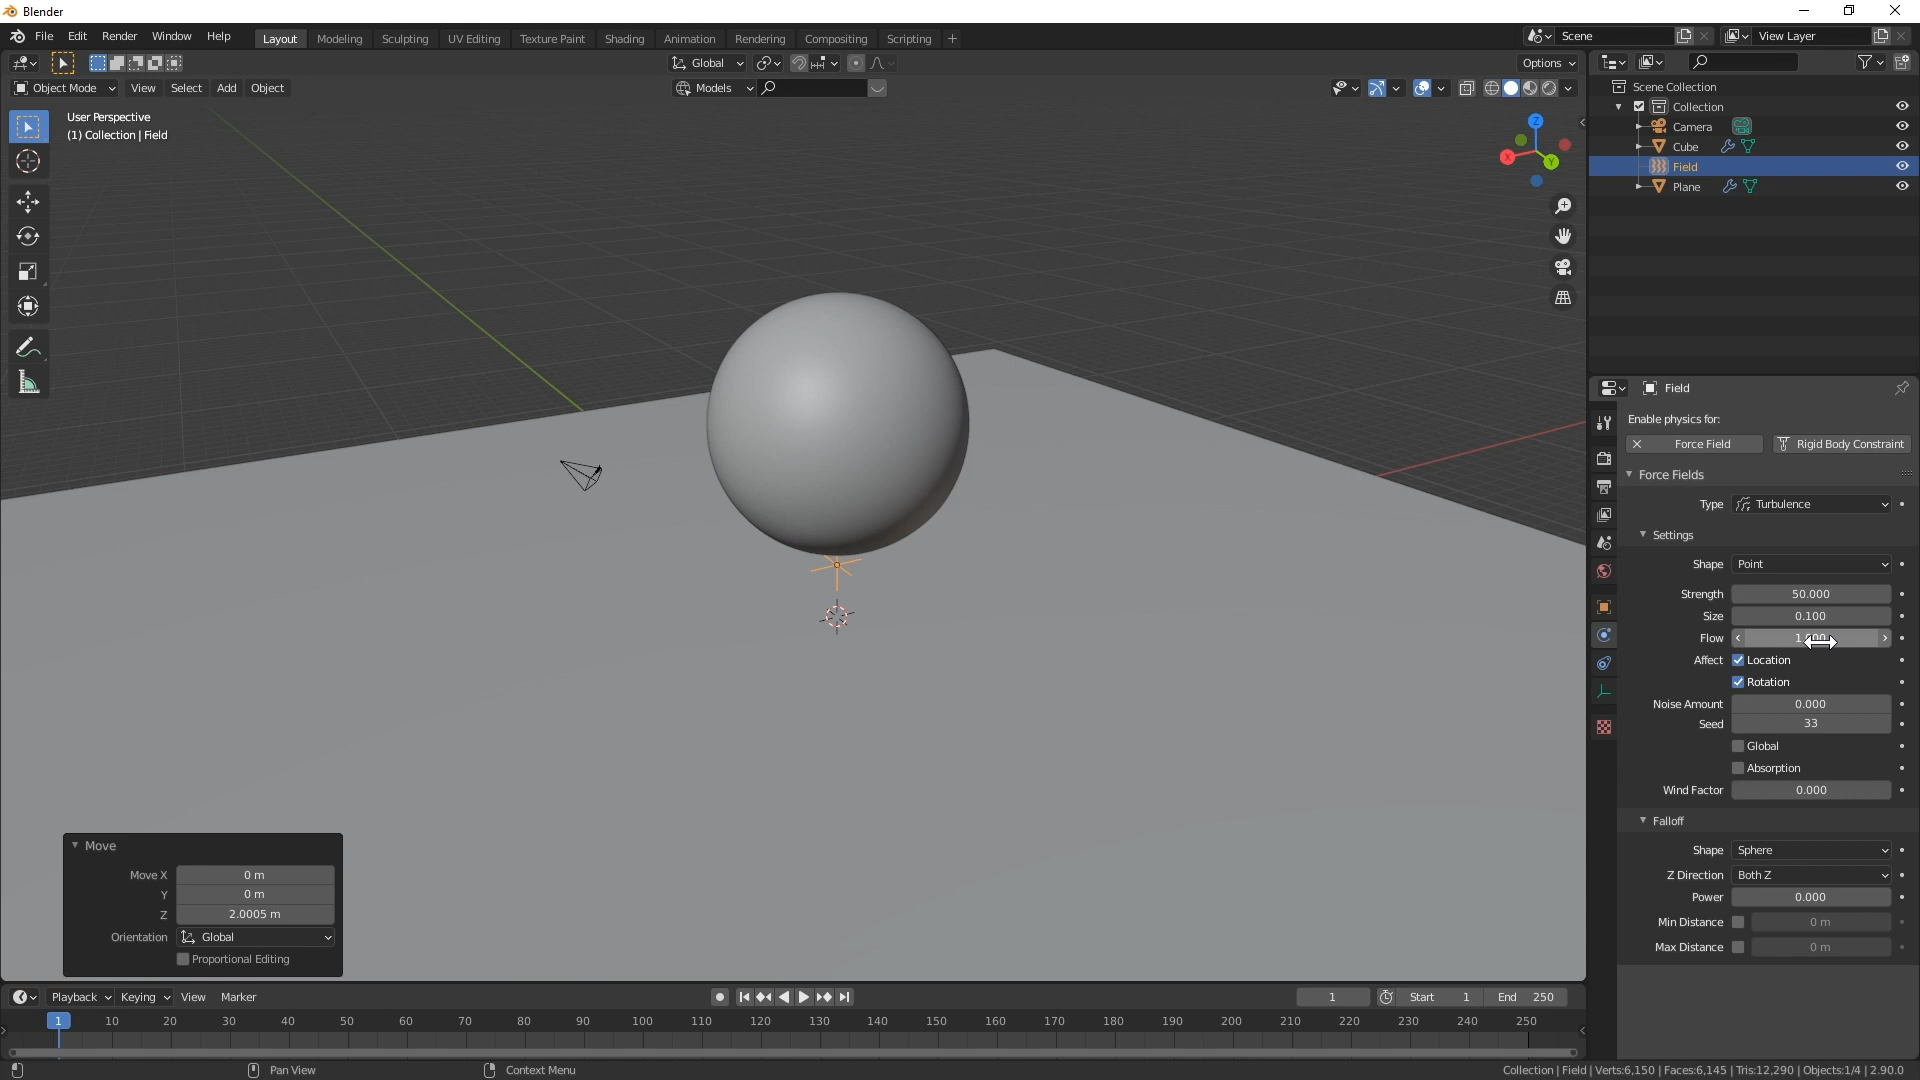 Blender
File Edit Render Window Help Layout Modeling Sculpting UV Editing Texture Paint Shading Animation Rendering Compositing Scripting Scene View Layer
Global Options
Object Mode View Select Add Object Models
User Perspective
(1) Collection | Field
Z
X
Y
Scene Collection
Collection
Camera
Cube
Field
Plane
Field
Enable physics for:
Force Field Rigid Body Constraint
Force Fields
Type Turbulence
Settings
Shape Point
Strength 50.000
Size 0.100
Flow
Affect Location
Rotation
Noise Amount 0.000
Seed 33
Global
Absorption
Wind Factor 0.000
Falloff
Shape Sphere
Z Direction Both Z
Power 0.000
Min Distance 0 m
Max Distance 0 m
Move
Move X 0 m
Y 0 m
Z 2.0005 m
Orientation Global
Proportional Editing
Playback Keying View Marker 1 Start 1 End 250
1 10 20 30 40 50 60 70 80 90 100 110 120 130 140 150 160 170 180 190 200 210 220 230 240 250
Pan View Context Menu Collection | Field | Verts:6,150 | Faces:6,145 | Tris:12,290 | Objects:1/4 | 2.90.0